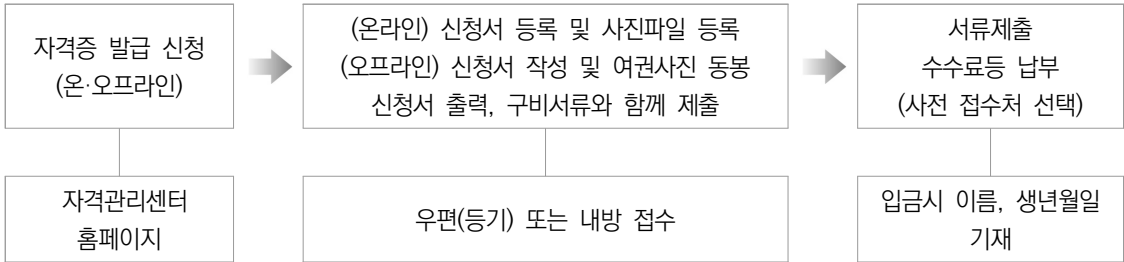 자격증 발급 신청
(온·오프라인)
(온라인) 신청서 등록 및 사진파일 등록
(오프라인) 신청서 작성 및 여권사진 동봉
신청서 출력, 구비서류와 함께 제출
서류제출
수수료등 납부
(사전 접수처 선택)
자격관리센터
홈페이지
우편(등기) 또는 내방 접수
입금시 이름, 생년월일
기재